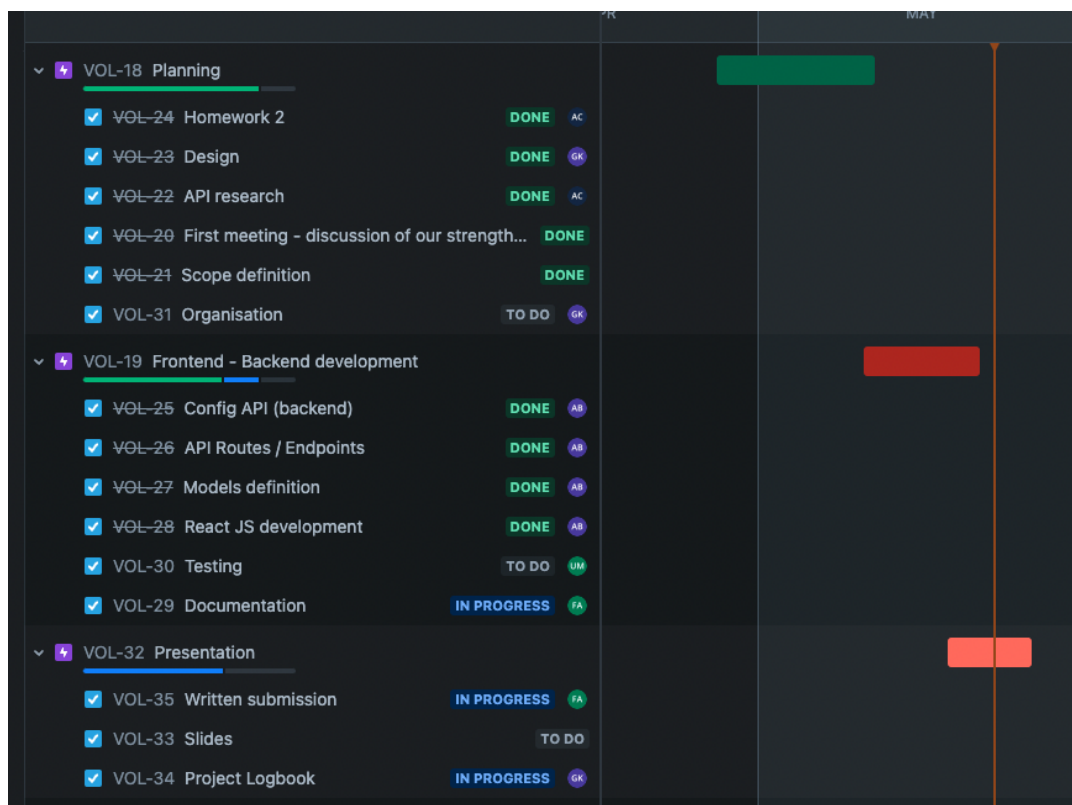 MAY
VOL-18 Planning
VOL-24 Homework 2 DONE AC
VOL-23 Design DONE GK
VOL-22 API research DONE AC
VOL-20 First meeting - discussion of our strength... DONE
VOL-21 Scope definition DONE
VOL-31 Organisation TO DO GK
VOL-19 Frontend - Backend development
VOL-25 Config API (backend) DONE AB
VOL-26 API Routes / Endpoints DONE AB
VOL-27 Models definition DONE AB
VOL-28 React JS development DONE AB
VOL-30 Testing TO DO UM
VOL-29 Documentation IN PROGRESS FA
VOL-32 Presentation
VOL-35 Written submission IN PROGRESS FA
VOL-33 Slides TO DO
VOL-34 Project Logbook IN PROGRESS GK